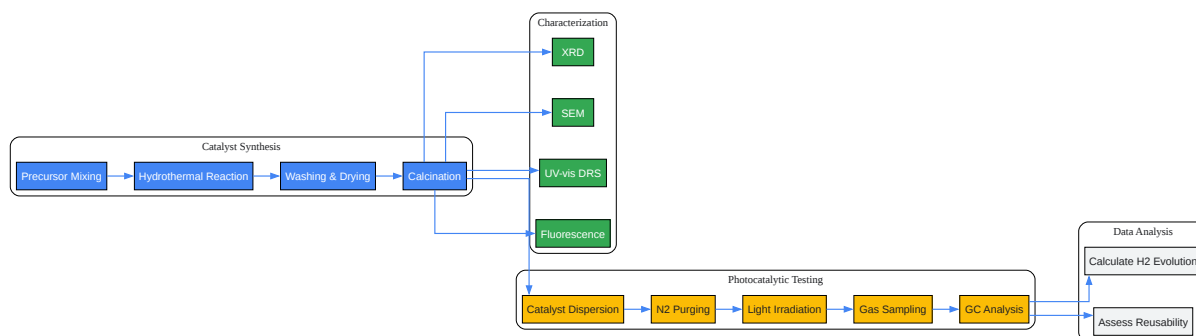 Characterization
XRD
SEM
UV-vis DRS
Fluorescence
Catalyst Synthesis
Precursor Mixing
Hydrothermal Reaction
Washing & Drying
Calcination
Photocatalytic Testing
Catalyst Dispersion
N2 Purging
Light Irradiation
Gas Sampling
GC Analysis
Data Analysis
Calculate H2 Evolution
Assess Reusability